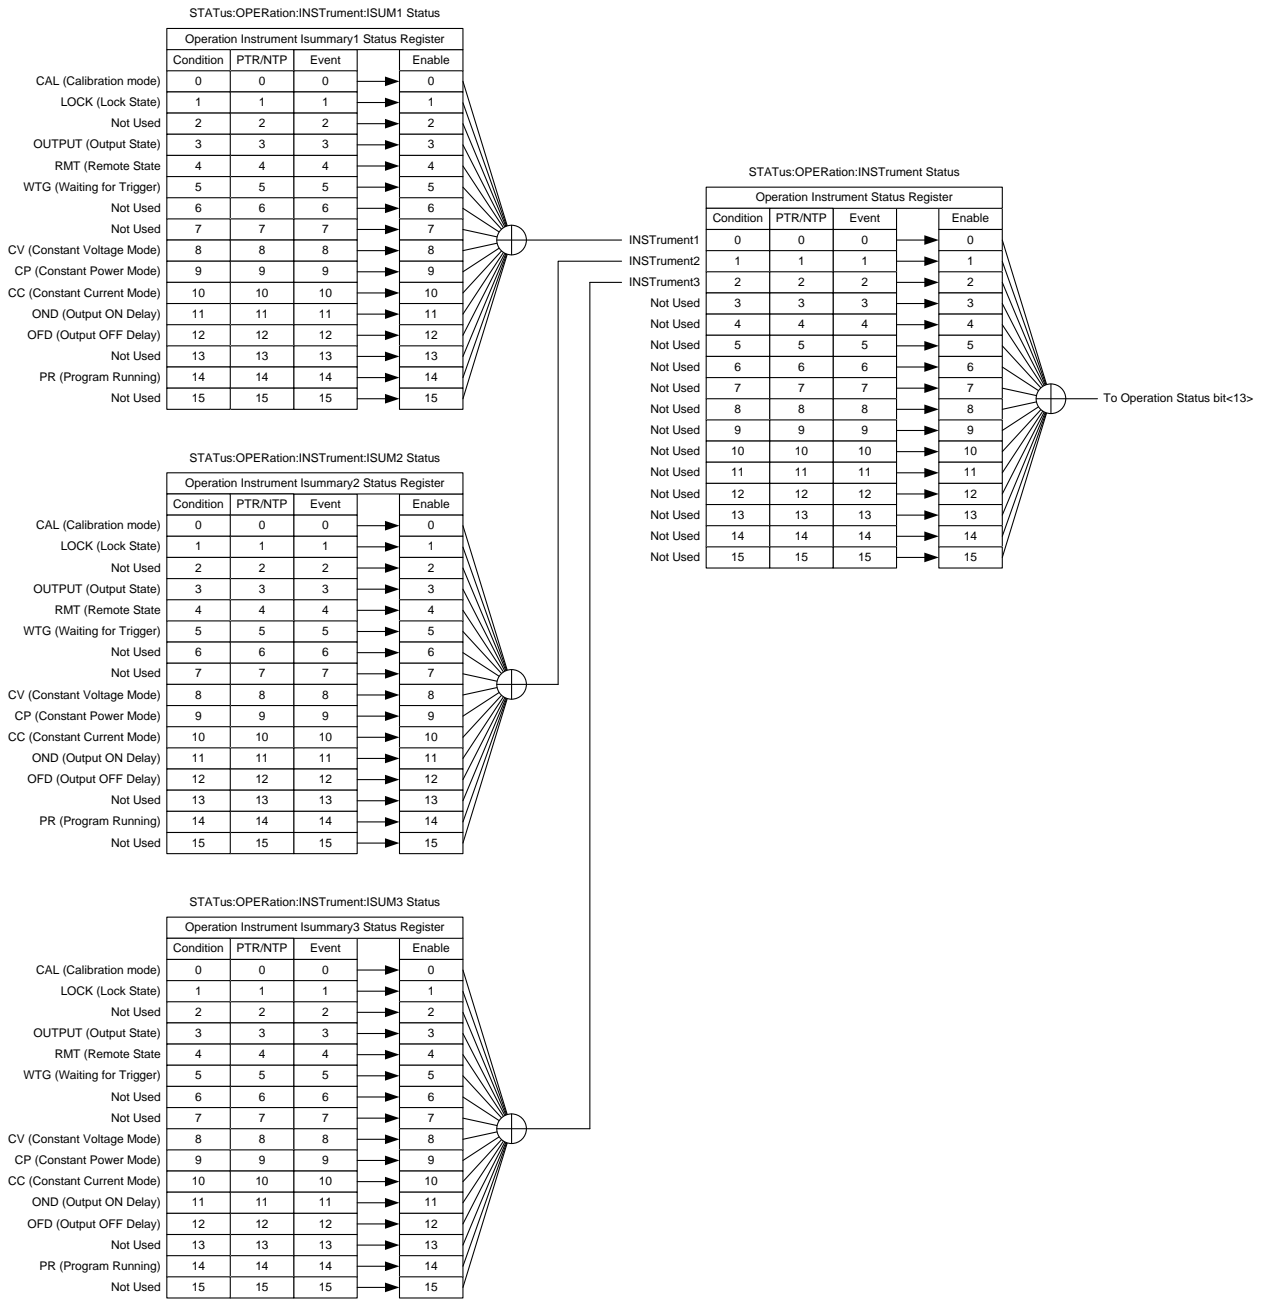 STATus:OPERation:INSTrument:ISUM1 Status
Operation Instrument Isummary1 Status Register
Condition PTR/NTP Event Enable
CAL (Calibration mode) 0 0 0 0
LOCK (Lock State) 1 1 1 1
Not Used 2 2 2 2
OUTPUT (Output State) 3 3 3 3
RMT (Remote State 4 4 4 4
WTG (Waiting for Trigger) 5 5 5 5
Not Used 6 6 6 6
Not Used 7 7 7 7
CV (Constant Voltage Mode) 8 8 8 8
CP (Constant Power Mode) 9 9 9 9
CC (Constant Current Mode) 10 10 10 10
OND (Output ON Delay) 11 11 11 11
OFD (Output OFF Delay) 12 12 12 12
Not Used 13 13 13 13
PR (Program Running) 14 14 14 14
Not Used 15 15 15 15
STATus:OPERation:INSTrument:ISUM2 Status
Operation Instrument Isummary2 Status Register
Condition PTR/NTP Event Enable
CAL (Calibration mode) 0 0 0 0
LOCK (Lock State) 1 1 1 1
Not Used 2 2 2 2
OUTPUT (Output State) 3 3 3 3
RMT (Remote State 4 4 4 4
WTG (Waiting for Trigger) 5 5 5 5
Not Used 6 6 6 6
Not Used 7 7 7 7
CV (Constant Voltage Mode) 8 8 8 8
CP (Constant Power Mode) 9 9 9 9
CC (Constant Current Mode) 10 10 10 10
OND (Output ON Delay) 11 11 11 11
OFD (Output OFF Delay) 12 12 12 12
Not Used 13 13 13 13
PR (Program Running) 14 14 14 14
Not Used 15 15 15 15
STATus:OPERation:INSTrument:ISUM3 Status
Operation Instrument Isummary3 Status Register
Condition PTR/NTP Event Enable
CAL (Calibration mode) 0 0 0 0
LOCK (Lock State) 1 1 1 1
Not Used 2 2 2 2
OUTPUT (Output State) 3 3 3 3
RMT (Remote State 4 4 4 4
WTG (Waiting for Trigger) 5 5 5 5
Not Used 6 6 6 6
Not Used 7 7 7 7
CV (Constant Voltage Mode) 8 8 8 8
CP (Constant Power Mode) 9 9 9 9
CC (Constant Current Mode) 10 10 10 10
OND (Output ON Delay) 11 11 11 11
OFD (Output OFF Delay) 12 12 12 12
Not Used 13 13 13 13
PR (Program Running) 14 14 14 14
Not Used 15 15 15 15
STATus:OPERation:INSTrument Status
Operation Instrument Status Register
Condition PTR/NTP Event Enable
INSTrument1 0 0 0 0
INSTrument2 1 1 1 1
INSTrument3 2 2 2 2
Not Used 3 3 3 3
Not Used 4 4 4 4
Not Used 5 5 5 5
Not Used 6 6 6 6
Not Used 7 7 7 7
Not Used 8 8 8 8
Not Used 9 9 9 9
Not Used 10 10 10 10
Not Used 11 11 11 11
Not Used 12 12 12 12
Not Used 13 13 13 13
Not Used 14 14 14 14
Not Used 15 15 15 15
To Operation Status bit<13>